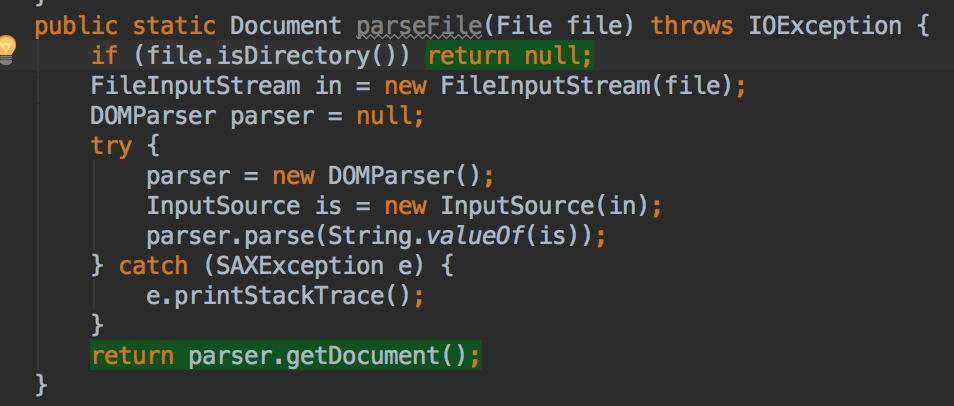 public static Document parseFile(File file) throws IOException {
    if (file.isDirectory()) return null;
    FileInputStream in = new FileInputStream(file);
    DOMParser parser = null;
    try {
        parser = new DOMParser();
        InputSource is = new InputSource(in);
        parser.parse(String.valueOf(is));
    } catch (SAXException e) {
        e.printStackTrace();
    }
    return parser.getDocument();
}